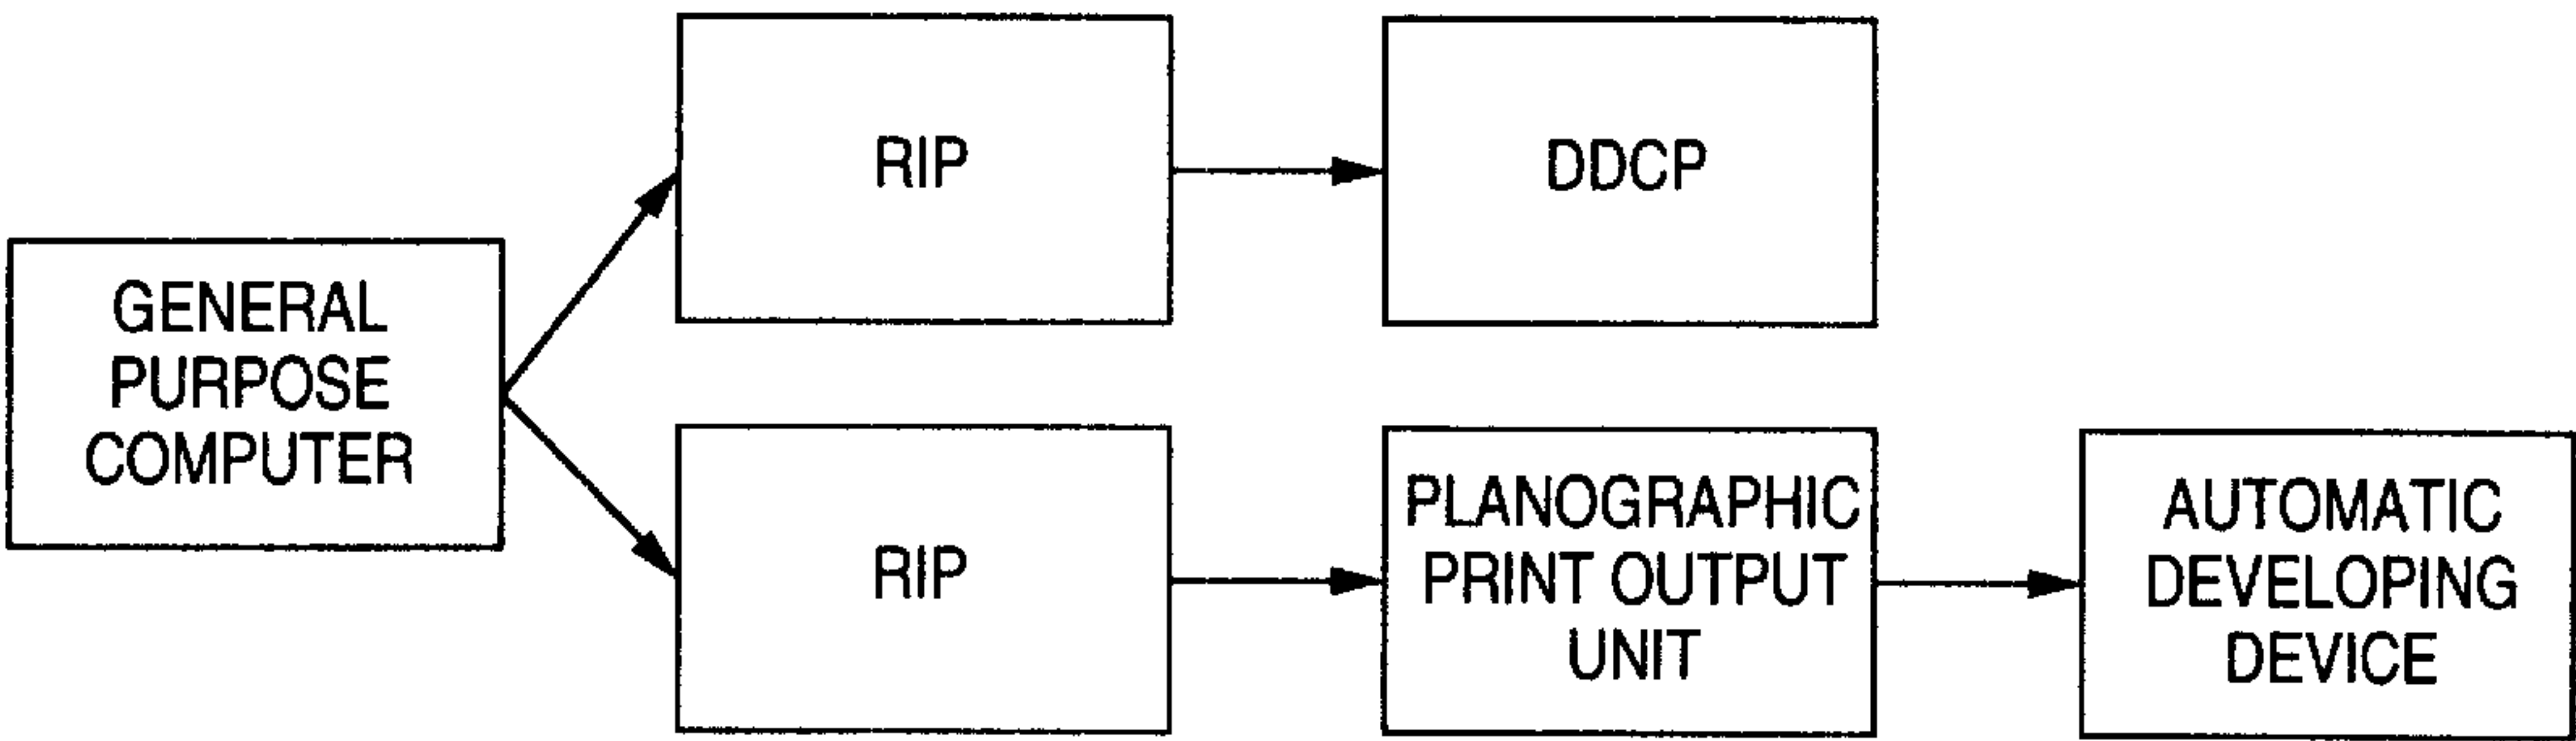 RIP
DDCP
GENERAL
PURPOSE
COMPUTER
RIP
PLANOGRAPHIC
PRINT OUTPUT
UNIT
AUTOMATIC
DEVELOPING
DEVICE